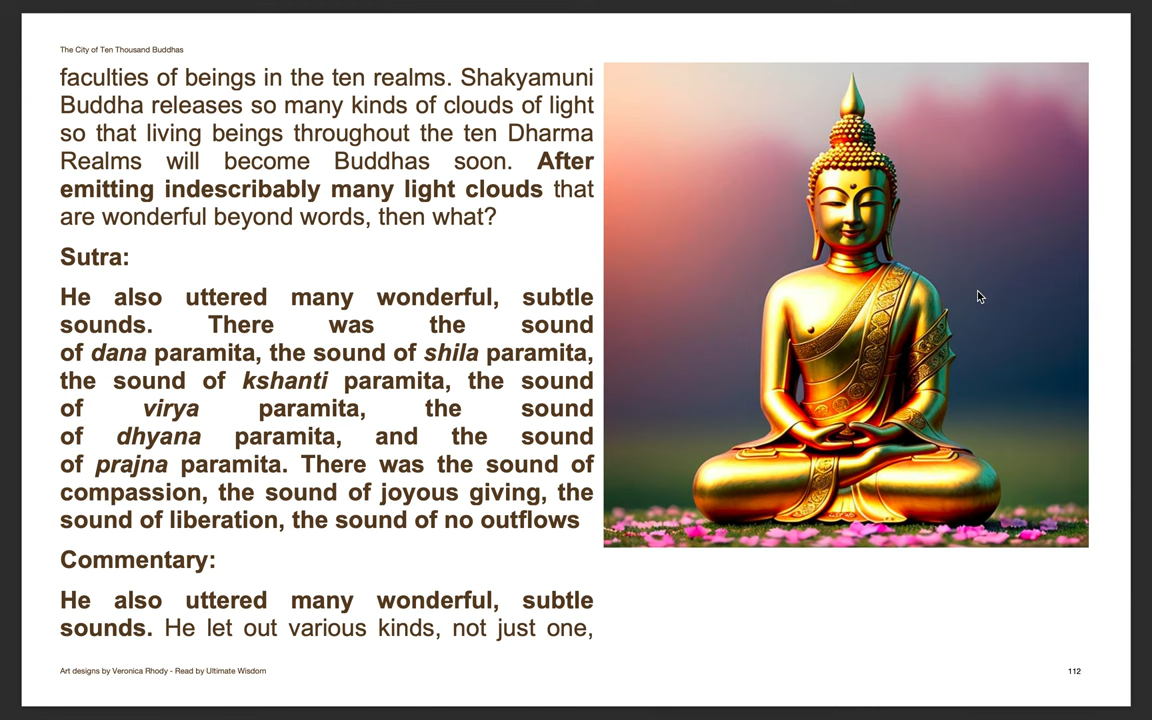 The City of Ten Thousand Buddhas
faculties of beings in the ten realms. Shakyamuni
Buddha releases so many kinds of clouds of light
so that living beings throughout the ten Dharma
Realms will become Buddhas soon. After
emitting indescribably many light clouds that
are wonderful beyond words, then what?
Sutra:
He also uttered many wonderful, subtle
sounds. There was the sound
of dana paramita, the sound of shila paramita,
the sound of kshanti paramita, the sound
of virya paramita, the sound
of dhyana paramita, and the sound
of prajna paramita. There was the sound of
compassion, the sound of joyous giving, the
sound of liberation, the sound of no outflows
Commentary:
He also uttered many wonderful, subtle
sounds. He let out various kinds, not just one,
Art designs by Veronica Rhody - Read by Ultimate Wisdom
112